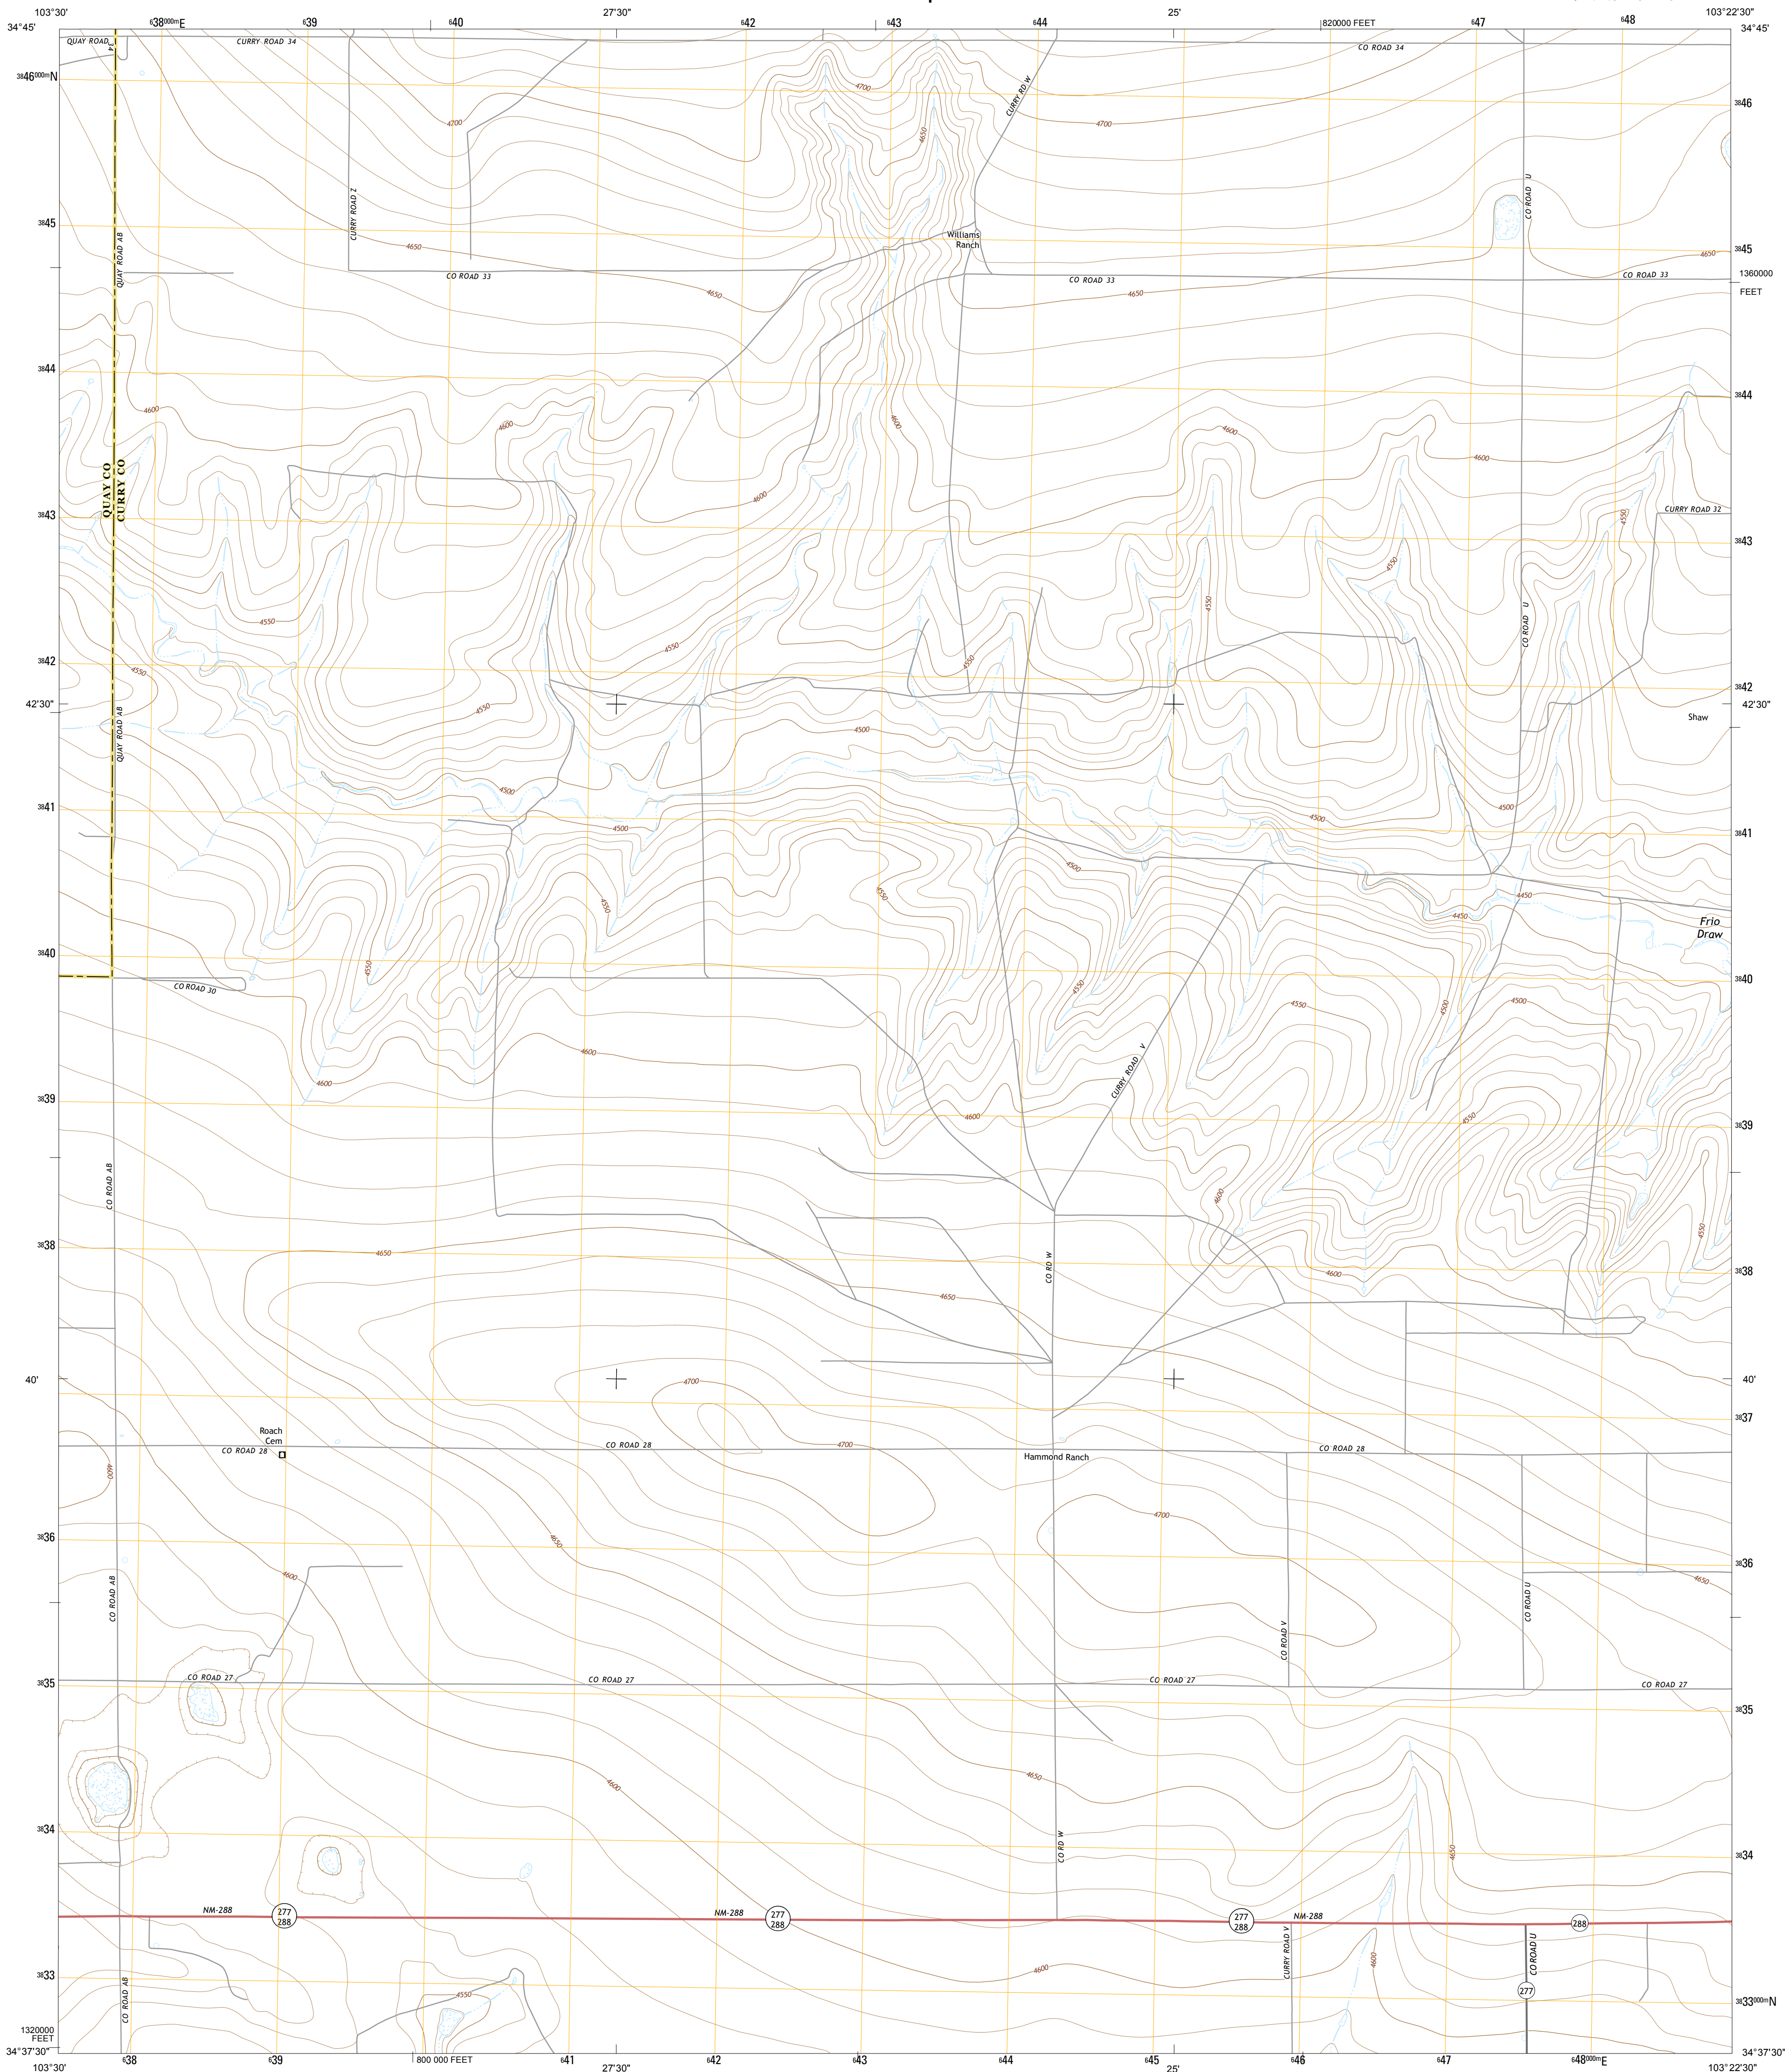 103°30'
⁶38⁰⁰⁰ᵐE
⁶39
⁶40
27'30"
⁶42
⁶43
⁶44
25'
820000 FEET
⁶47
⁶48
103°22'30"
34°45'
34°45'
QUAY ROAD
34
CURRY ROAD 34
CO ROAD 34
³⁸46⁰⁰⁰ᵐN
CURRY RD W
4700
4700
4700
³⁸46
4650
CURRY ROAD Z
CO ROAD U
³⁸45
QUAY ROAD AB
4650
Williams
Ranch
³⁸45
4650
CO ROAD 33
CO ROAD 33
CO ROAD 33
1360000
FEET
4650
4650
³⁸44
³⁸44
4600
4600
4600
4600
4600
QUAY CO
CURRY CO
4600
³⁸43
4550
CURRY ROAD 32
³⁸43
4550
4550
4550
CO ROAD U
4550
4550
³⁸42
4550
³⁸42
42'30"
4550
42'30"
QUAY ROAD AB
Shaw
4500
4500
³⁸41
4500
4500
4500
³⁸41
4500
4550
4550
4450
4450
Frio
Draw
³⁸40
4550
³⁸40
CO ROAD 30
4550
4550
4500
4500
4600
CURRY ROAD V
4600
³⁸39
4600
4550
³⁸39
CO ROAD AB
4600
4550
³⁸38
4650
CO RD W
4600
³⁸38
4650
40'
4700
40'
³⁸37
Roach
Cem
CO ROAD 28
CO ROAD 28
4700
Hammond Ranch
CO ROAD 28
4600
4700
³⁸36
4650
³⁸36
4600
4650
CO ROAD AB
CO ROAD V
CO ROAD U
³⁸35
CO ROAD 27
CO ROAD 27
CO ROAD 27
CO ROAD 27
³⁸35
4600
4650
³⁸34
CO RD W
4650
³⁸34
NM-288
277
288
NM-288
277
288
277
288
NM-288
288
³⁸33
CO ROAD AB
4550
4600
CURRY ROAD V
4600
CO ROAD U
277
³⁸33⁰⁰⁰ᵐN
1320000
FEET
34°37'30"
34°37'30"
103°30'
⁶38
⁶39
800 000 FEET
⁶41
27'30"
⁶42
⁶43
⁶44
⁶45
25'
⁶46
⁶47
⁶48⁰⁰⁰ᵐE
103°22'30"